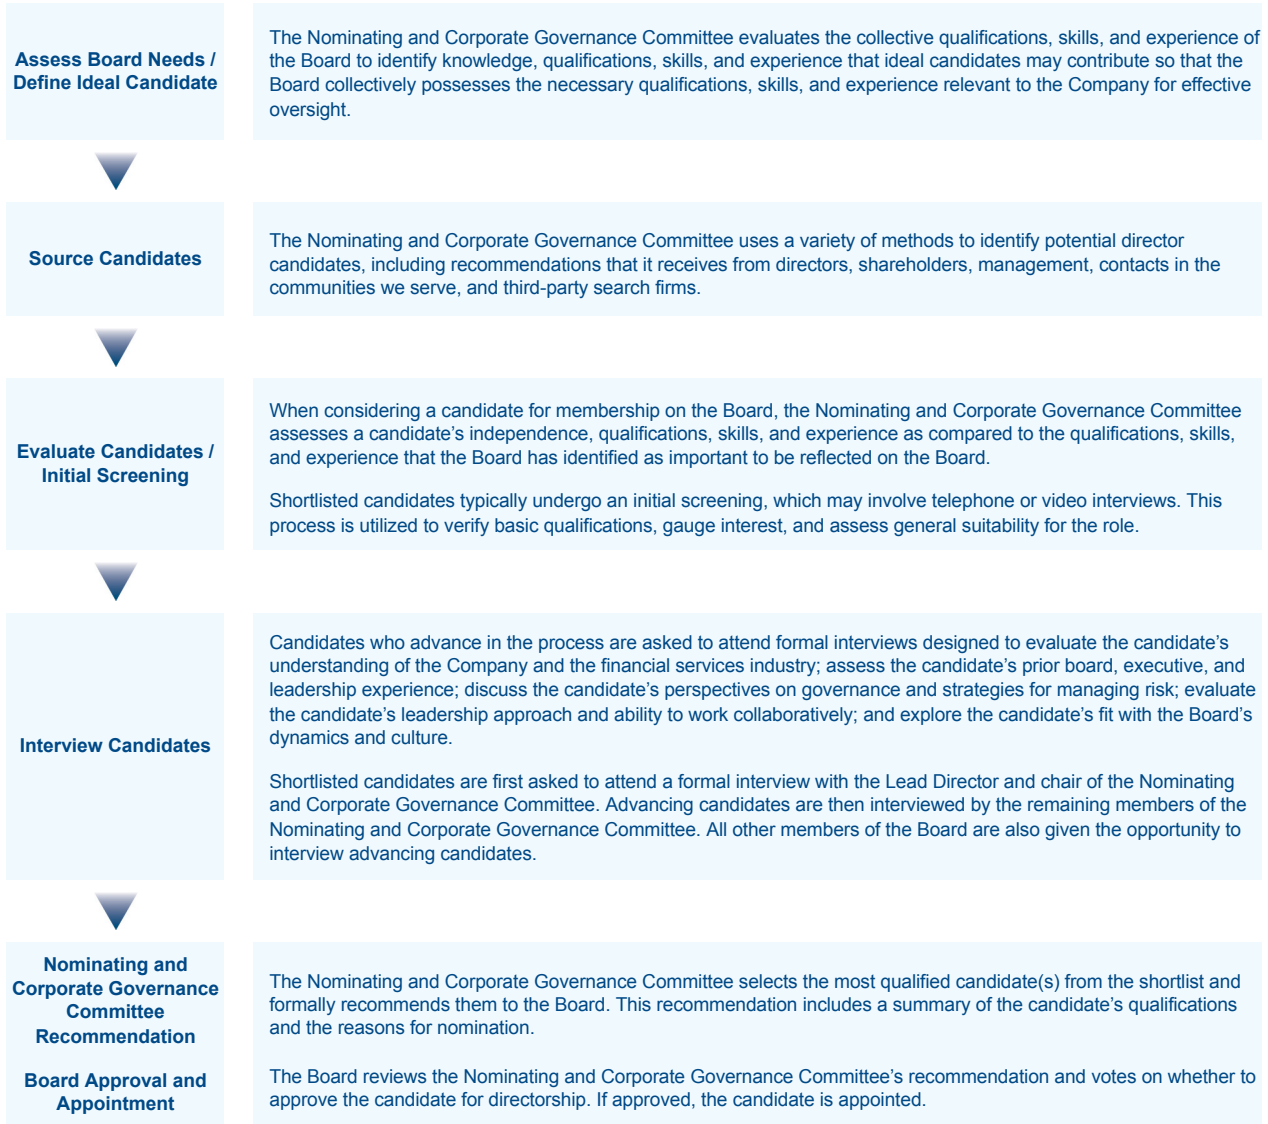 Assess Board Needs /
Define Ideal Candidate
The Nominating and Corporate Governance Committee evaluates the collective qualifications, skills, and experience of
the Board to identify knowledge, qualifications, skills, and experience that ideal candidates may contribute so that the
Board collectively possesses the necessary qualifications, skills, and experience relevant to the Company for effective
oversight.
Source Candidates
The Nominating and Corporate Governance Committee uses a variety of methods to identify potential director
candidates, including recommendations that it receives from directors, shareholders, management, contacts in the
communities we serve, and third-party search firms.
Evaluate Candidates /
Initial Screening
When considering a candidate for membership on the Board, the Nominating and Corporate Governance Committee
assesses a candidate’s independence, qualifications, skills, and experience as compared to the qualifications, skills,
and experience that the Board has identified as important to be reflected on the Board.
Shortlisted candidates typically undergo an initial screening, which may involve telephone or video interviews. This
process is utilized to verify basic qualifications, gauge interest, and assess general suitability for the role.
Interview Candidates
Candidates who advance in the process are asked to attend formal interviews designed to evaluate the candidate’s
understanding of the Company and the financial services industry; assess the candidate’s prior board, executive, and
leadership experience; discuss the candidate’s perspectives on governance and strategies for managing risk; evaluate
the candidate’s leadership approach and ability to work collaboratively; and explore the candidate’s fit with the Board’s
dynamics and culture.
Shortlisted candidates are first asked to attend a formal interview with the Lead Director and chair of the Nominating
and Corporate Governance Committee. Advancing candidates are then interviewed by the remaining members of the
Nominating and Corporate Governance Committee. All other members of the Board are also given the opportunity to
interview advancing candidates.
Nominating and
Corporate Governance
Committee
Recommendation
The Nominating and Corporate Governance Committee selects the most qualified candidate(s) from the shortlist and
formally recommends them to the Board. This recommendation includes a summary of the candidate’s qualifications
and the reasons for nomination.
Board Approval and
Appointment
The Board reviews the Nominating and Corporate Governance Committee’s recommendation and votes on whether to
approve the candidate for directorship. If approved, the candidate is appointed.